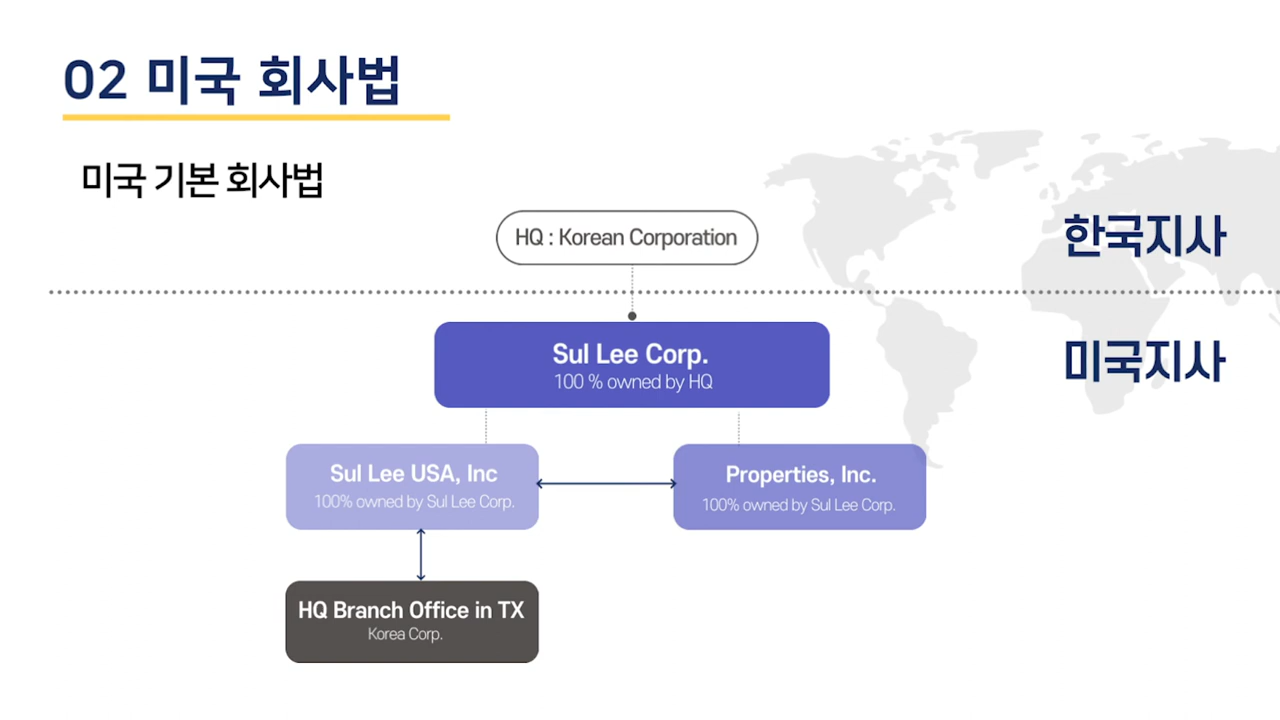 02 미국 회사법
미국 기본 회사법
HQ : Korean Corporation
한국지사
Sul Lee Corp.
100 % owned by HQ
미국지사
Sul Lee USA, Inc
100% owned by Sul Lee Corp.
Properties, Inc.
100% owned by Sul Lee Corp.
HQ Branch Office in TX
Korea Corp.